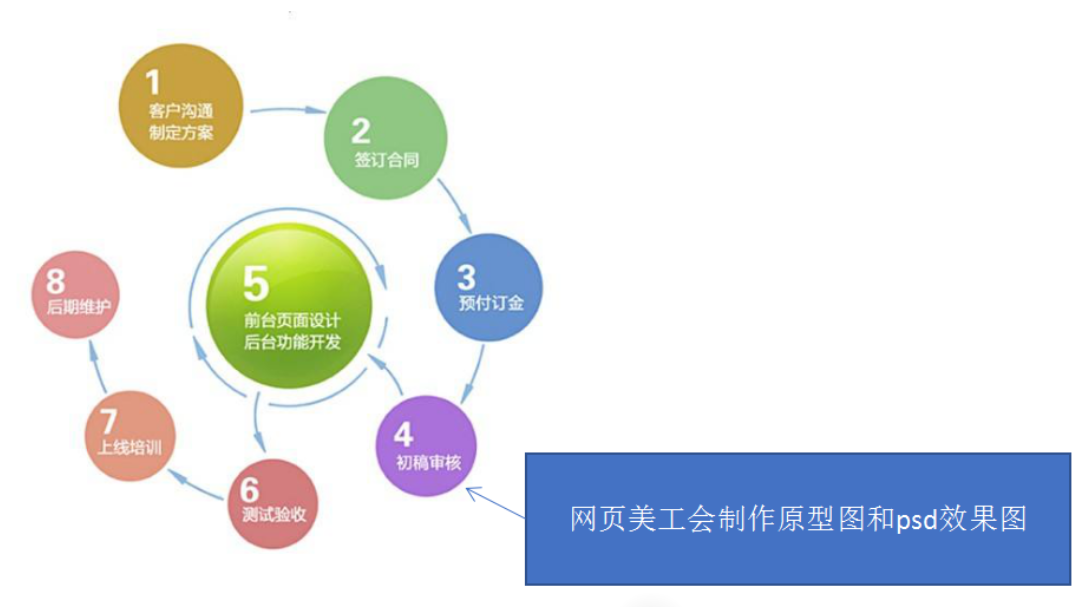 1
客户沟通
制定方案
2
签订合同
3
预付订金
4
初稿审核
5
前台页面设计
后台功能开发
6
测试验收
7
上线培训
8
后期维护
网页美工会制作原型图和psd效果图